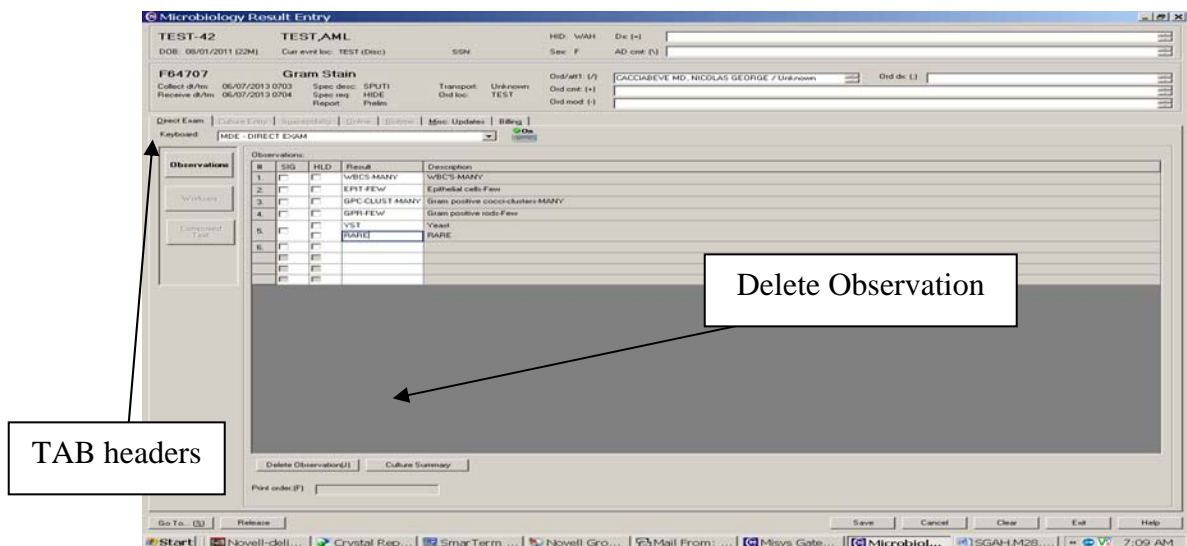 Microbiology Result Entry
TEST-42 TEST,AML HID: WAH Dx: (=)
DOB: 08/01/2011 (22M) Curr evnt loc: TEST (Disc) SSN: Sex: F AD cmt: (\)
F64707 Gram Stain Ord/att1: (/) CACCIABEVE MD, NICOLAS GEORGE / Unknown Ord dx: (.)
Collect dt/tm: 06/07/2013 0703 Spec desc: SPUTI Transport: Unknown Ord cmt: (+)
Receive dt/tm: 06/07/2013 0704 Spec req: HIDE Ord loc: TEST Ord mod: (-)
Report: Prelim
Direct Exam Culture Entry Susceptibility Online Biotype Misc. Updates Billing
Keyboard: MDE - DIRECT EXAM On
Observations
Workups
Component Test
Observations:
# SIG HLD Result Description
1. WBCS-MANY WBC'S-MANY
2. EPIT-FEW Epithelial cells-Few
3. GPC-CLUST-MANY Gram positive cocci-clusters-MANY
4. GPR-FEW Gram positive rods-Few
5. YST Yeast
RARE RARE
6.
Delete Observation
TAB headers
Delete Observation(J) Culture Summary
Print order:(F)
Go To... (%) Release Save Cancel Clear Exit Help
Start Novell-deli... Crystal Rep... SmarTerm ... Novell Gro... Mail From: ... Misys Gate... Microbiol... SGAH.M28.... 7:09 AM